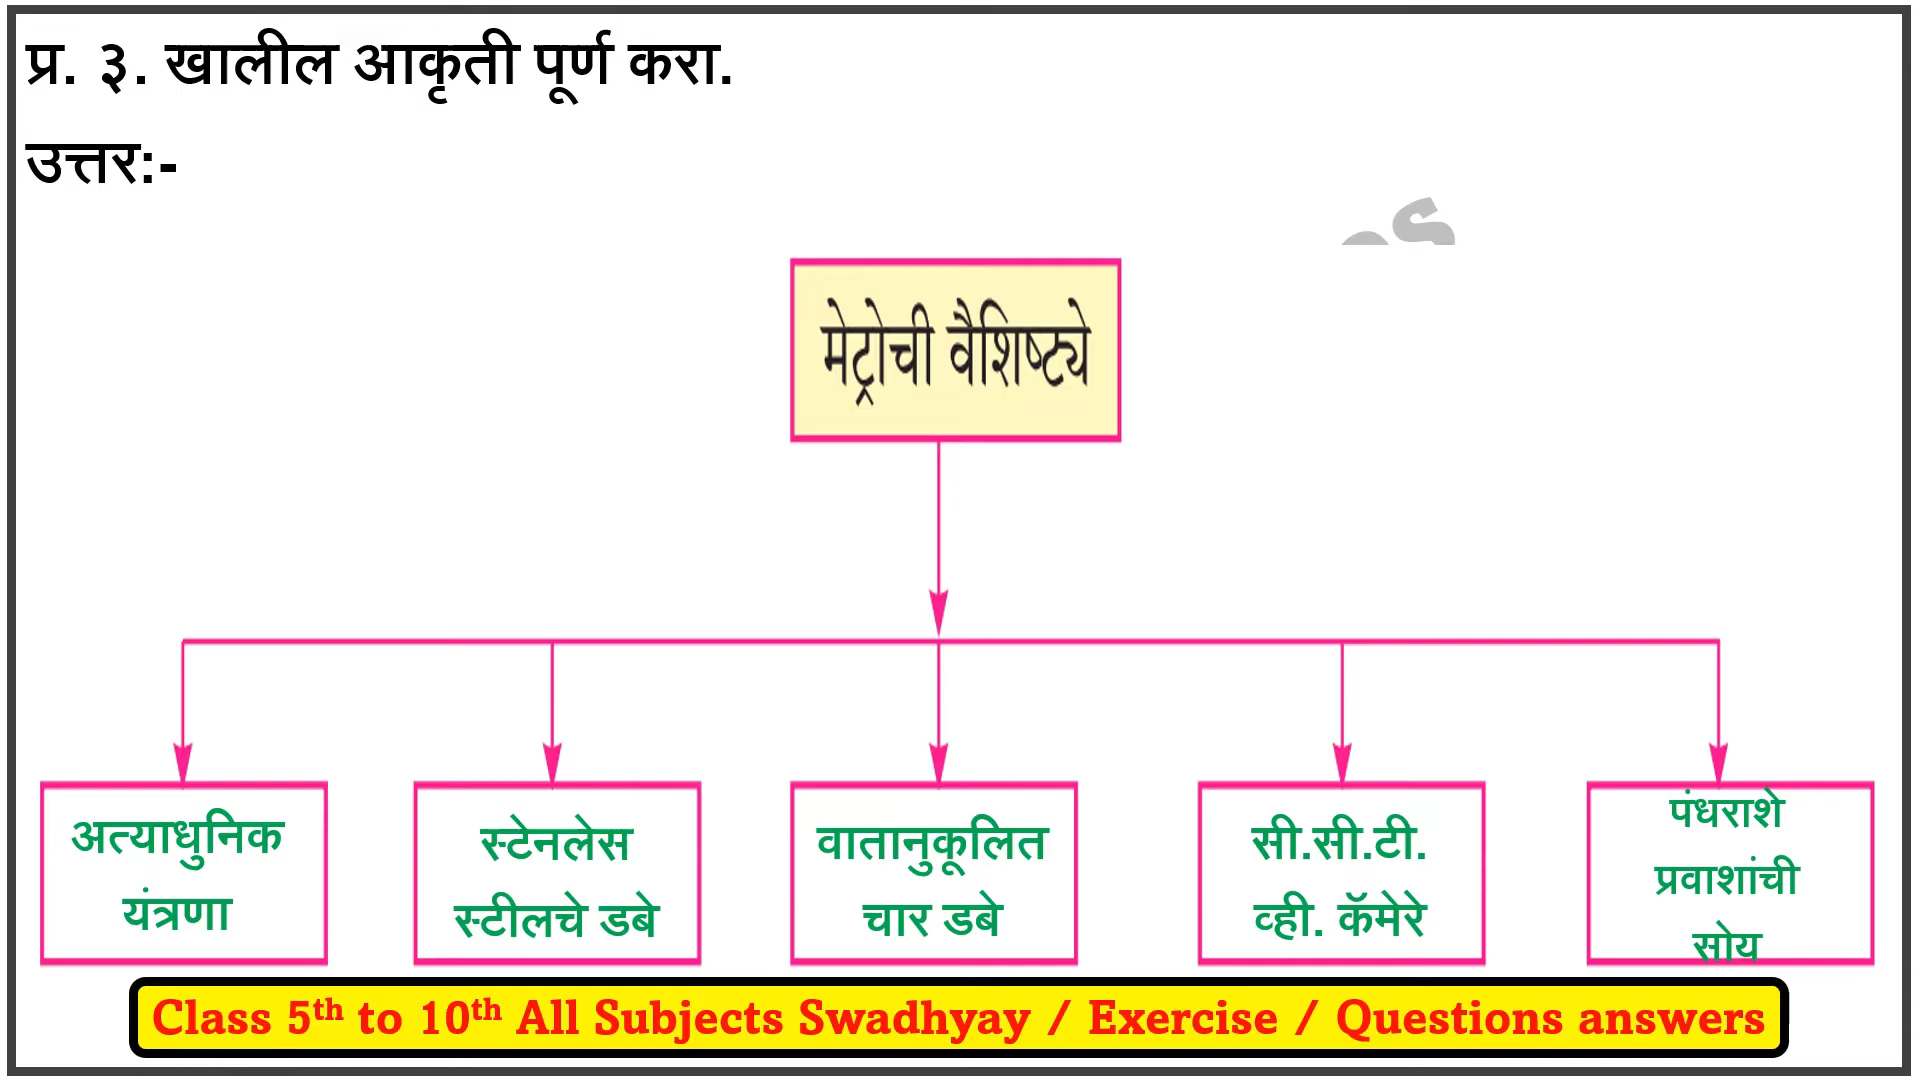 प्र. ३. खालील आकृती पूर्ण करा.
उत्तर:-
मेट्रोची वैशिष्ट्ये
अत्याधुनिक
यंत्रणा
स्टेनलेस
स्टीलचे डबे
वातानुकूलित
चार डबे
सी.सी.टी.
व्ही. कॅमेरे
पंधराशे
प्रवाशांची
सोय
Class 5th to 10th All Subjects Swadhyay / Exercise / Questions answers